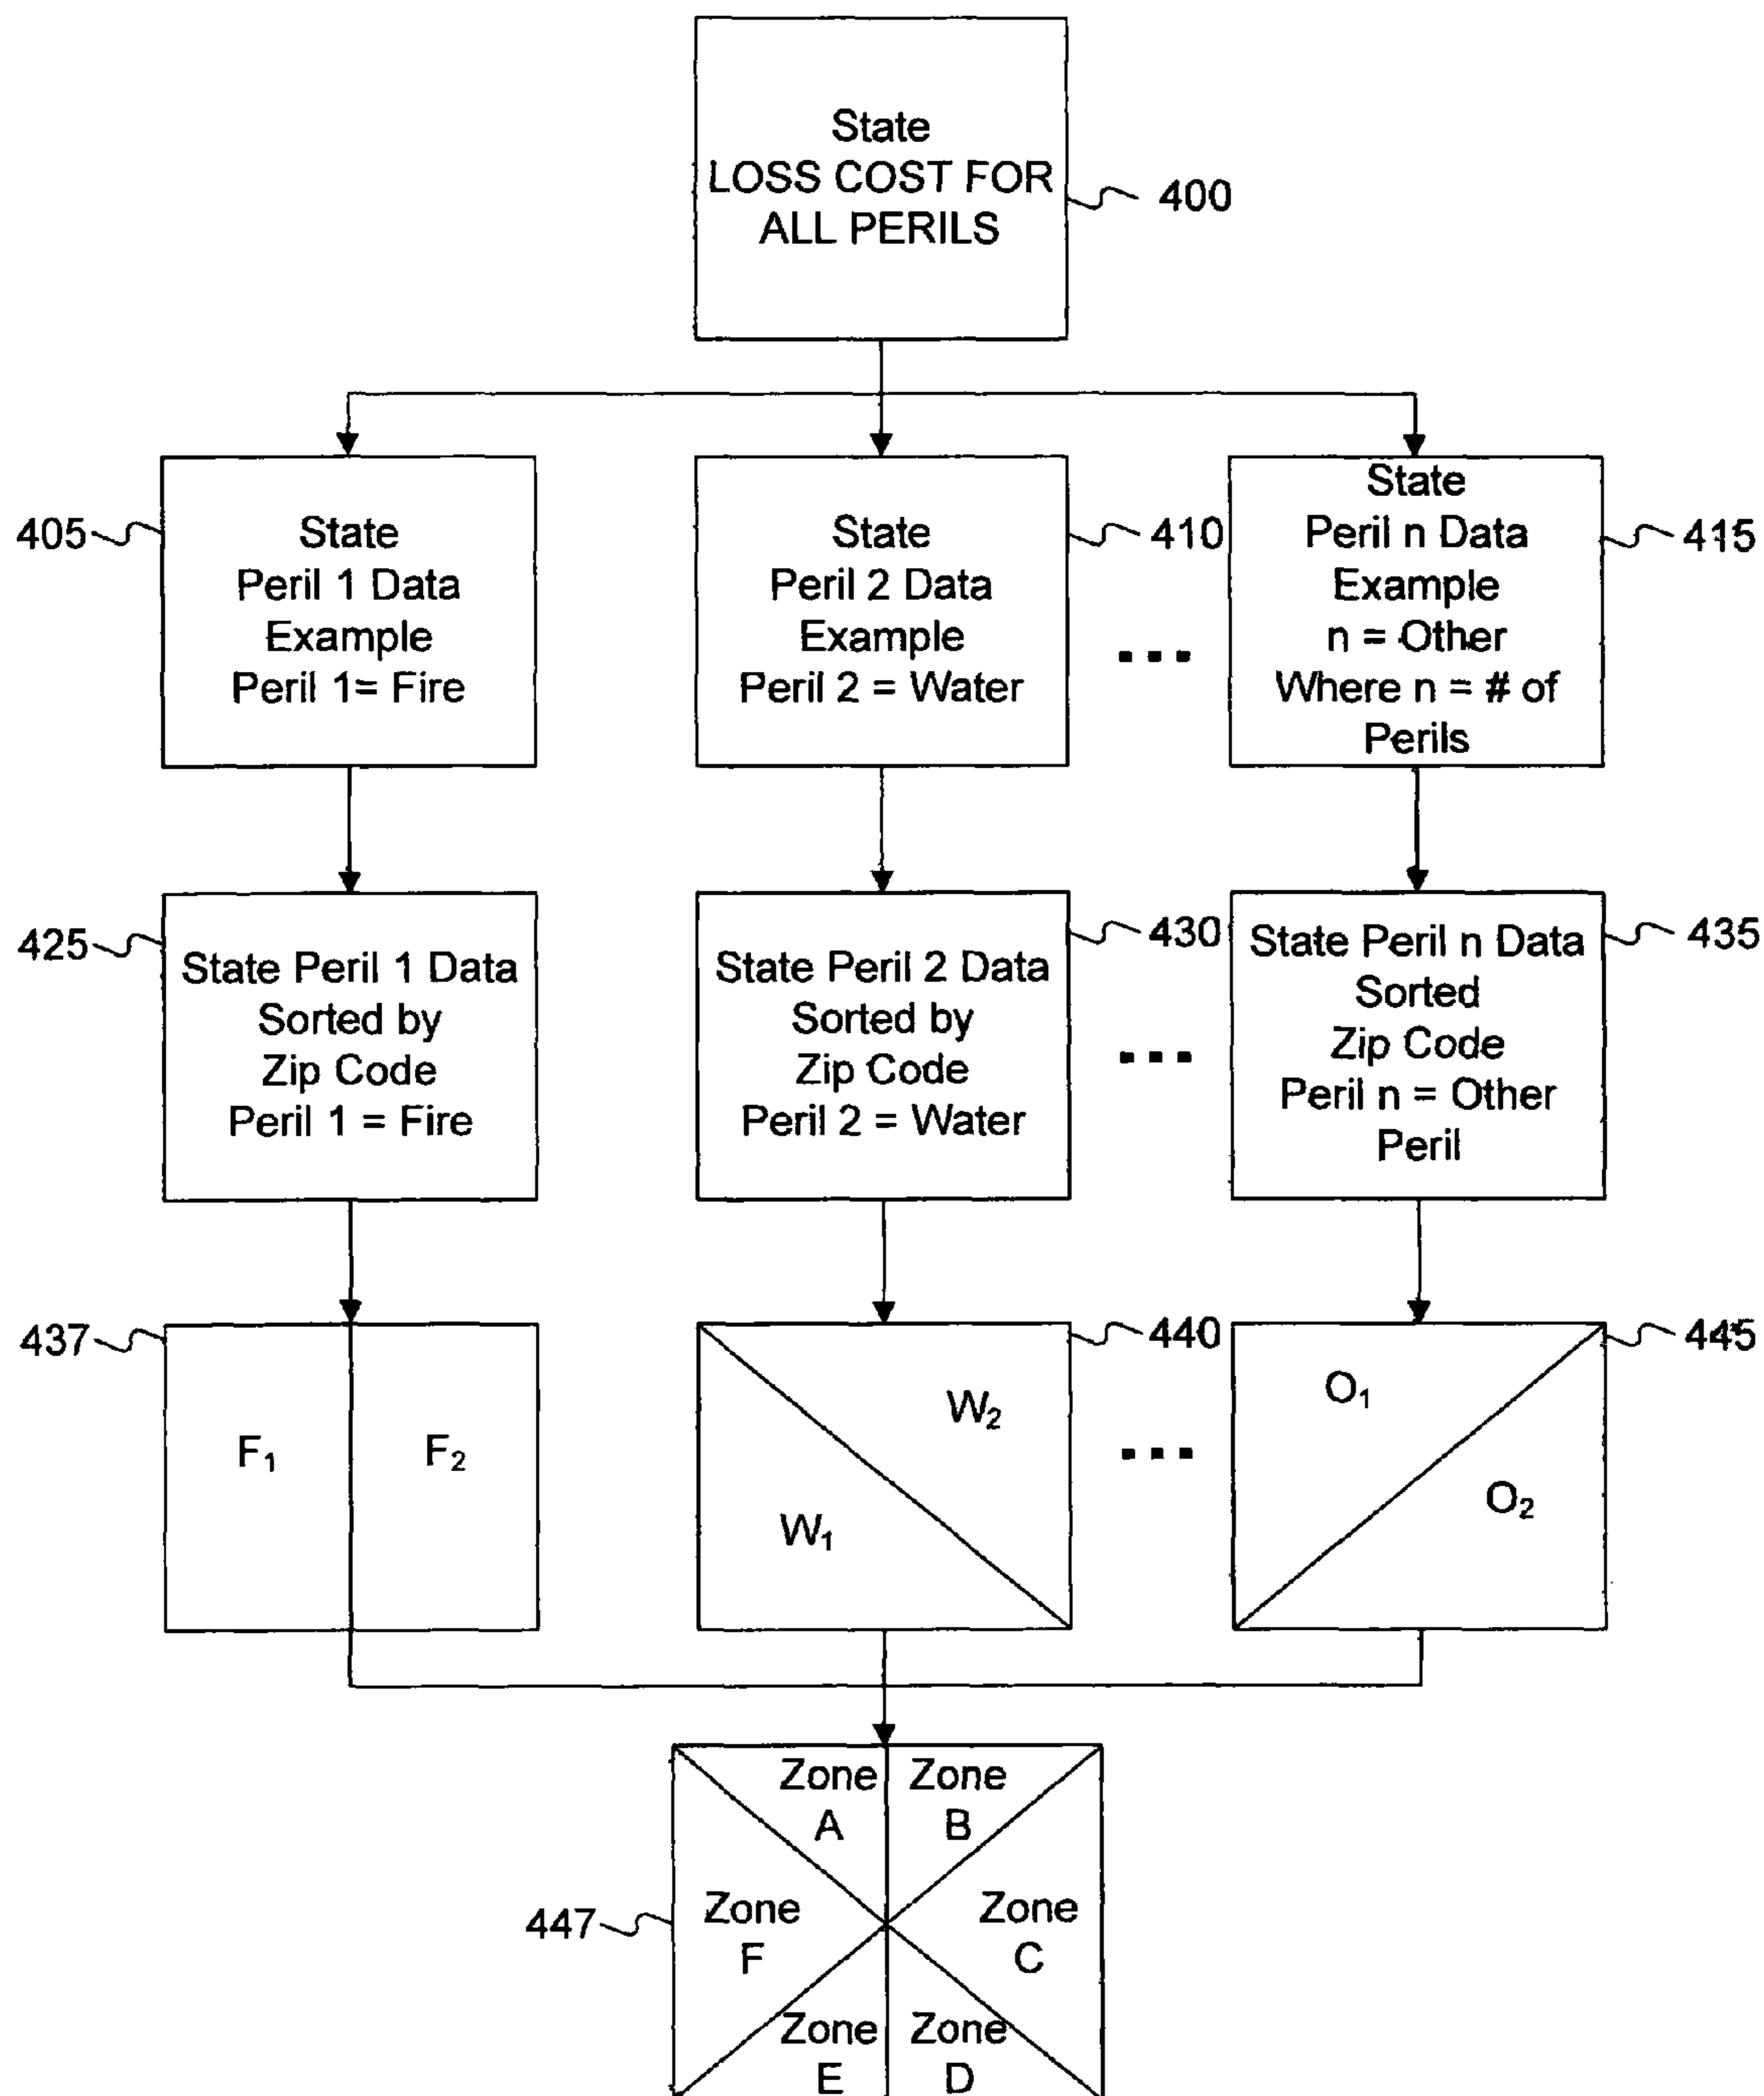 State
LOSS COST FOR
ALL PERILS
400
405
State
Peril 1 Data
Example
Peril 1= Fire
State
Peril 2 Data
Example
Peril 2 = Water
410
...
State
Peril n Data
Example
n = Other
Where n = # of
Perils
415
425
State Peril 1 Data
Sorted by
Zip Code
Peril 1 = Fire
State Peril 2 Data
Sorted by
Zip Code
Peril 2 = Water
430
...
State Peril n Data
Sorted
Zip Code
Peril n = Other
Peril
435
437
F₁
F₂
W₂
W₁
440
...
O₁
O₂
445
447
Zone
A
Zone
B
Zone
F
Zone
C
Zone
E
Zone
D